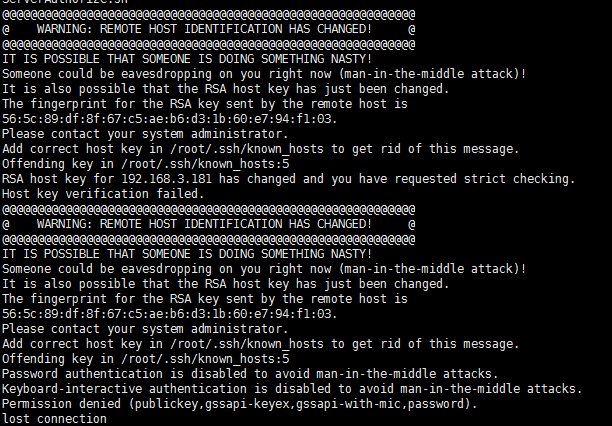 ServerAuthorize.sh
@@@@@@@@@@@@@@@@@@@@@@@@@@@@@@@@@@@@@@@@@@@@@@@@@@@@@@@@@@@
@    WARNING: REMOTE HOST IDENTIFICATION HAS CHANGED!     @
@@@@@@@@@@@@@@@@@@@@@@@@@@@@@@@@@@@@@@@@@@@@@@@@@@@@@@@@@@@
IT IS POSSIBLE THAT SOMEONE IS DOING SOMETHING NASTY!
Someone could be eavesdropping on you right now (man-in-the-middle attack)!
It is also possible that the RSA host key has just been changed.
The fingerprint for the RSA key sent by the remote host is
56:5c:89:df:8f:67:c5:ae:b6:d3:1b:60:e7:94:f1:03.
Please contact your system administrator.
Add correct host key in /root/.ssh/known_hosts to get rid of this message.
Offending key in /root/.ssh/known_hosts:5
RSA host key for 192.168.3.181 has changed and you have requested strict checking.
Host key verification failed.
@@@@@@@@@@@@@@@@@@@@@@@@@@@@@@@@@@@@@@@@@@@@@@@@@@@@@@@@@@@
@    WARNING: REMOTE HOST IDENTIFICATION HAS CHANGED!     @
@@@@@@@@@@@@@@@@@@@@@@@@@@@@@@@@@@@@@@@@@@@@@@@@@@@@@@@@@@@
IT IS POSSIBLE THAT SOMEONE IS DOING SOMETHING NASTY!
Someone could be eavesdropping on you right now (man-in-the-middle attack)!
It is also possible that the RSA host key has just been changed.
The fingerprint for the RSA key sent by the remote host is
56:5c:89:df:8f:67:c5:ae:b6:d3:1b:60:e7:94:f1:03.
Please contact your system administrator.
Add correct host key in /root/.ssh/known_hosts to get rid of this message.
Offending key in /root/.ssh/known_hosts:5
Password authentication is disabled to avoid man-in-the-middle attacks.
Keyboard-interactive authentication is disabled to avoid man-in-the-middle attacks.
Permission denied (publickey,gssapi-keyex,gssapi-with-mic,password).
lost connection